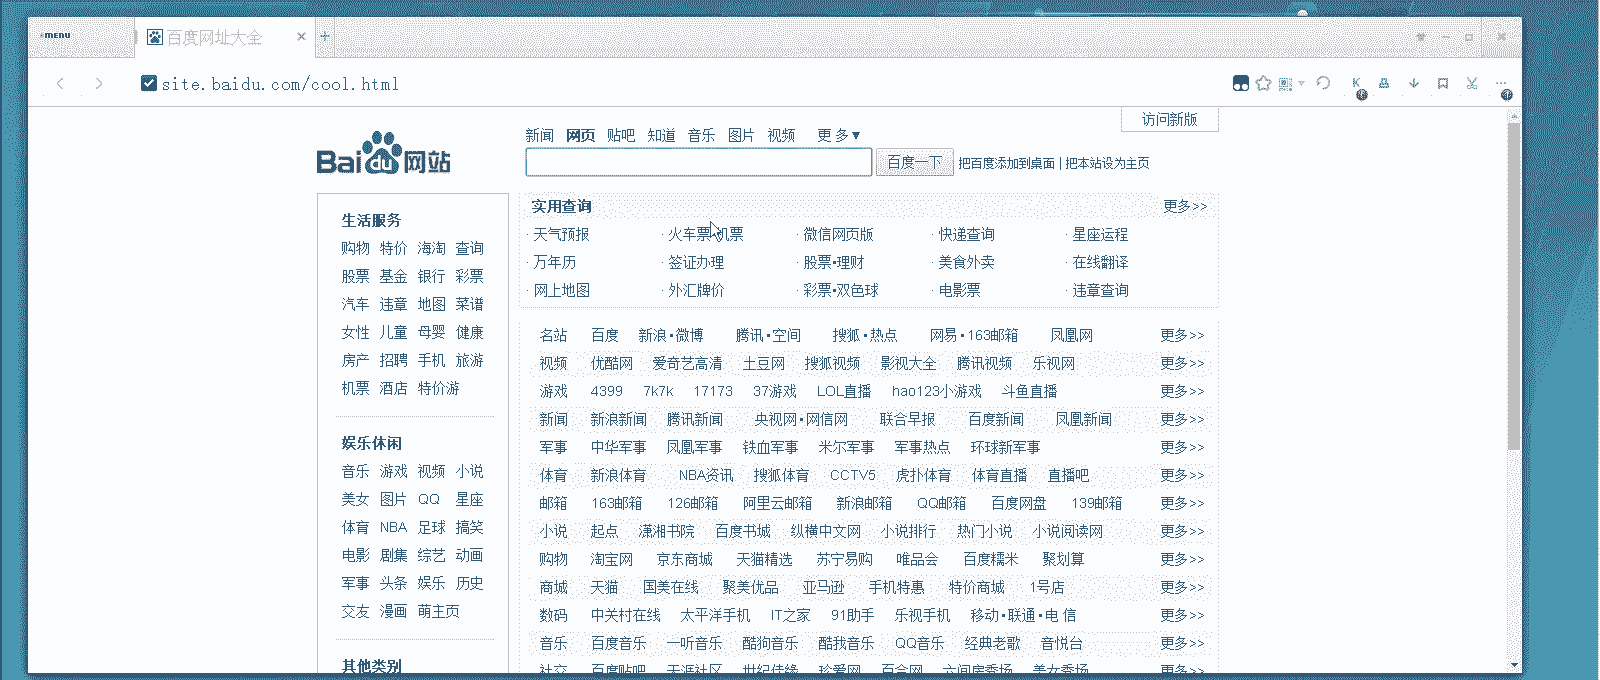 MENU
百度网址大全
site.baidu.com/cool.html
访问新版
新闻 网页 贴吧 知道 音乐 图片 视频 更多▼
Bai du 网站
百度一下 把百度添加到桌面 | 把本站设为主页
生活服务
购物 特价 海淘 查询
股票 基金 银行 彩票
汽车 违章 地图 菜谱
女性 儿童 母婴 健康
房产 招聘 手机 旅游
机票 酒店 特价游
娱乐休闲
音乐 游戏 视频 小说
美女 图片 QQ 星座
体育 NBA 足球 搞笑
电影 剧集 综艺 动画
军事 头条 娱乐 历史
交友 漫画 萌主页
其他类别
实用查询 更多>>
· 天气预报 · 火车票·机票 · 微信网页版 · 快递查询 · 星座运程
· 万年历 · 签证办理 · 股票·理财 · 美食外卖 · 在线翻译
· 网上地图 · 外汇牌价 · 彩票·双色球 · 电影票 · 违章查询
名站 百度 新浪·微博 腾讯·空间 搜狐·热点 网易·163邮箱 凤凰网 更多>>
视频 优酷网 爱奇艺高清 土豆网 搜狐视频 影视大全 腾讯视频 乐视网 更多>>
游戏 4399 7k7k 17173 37游戏 LOL直播 hao123小游戏 斗鱼直播 更多>>
新闻 新浪新闻 腾讯新闻 央视网·网信网 联合早报 百度新闻 凤凰新闻 更多>>
军事 中华军事 凤凰军事 铁血军事 米尔军事 军事热点 环球新军事 更多>>
体育 新浪体育 NBA资讯 搜狐体育 CCTV5 虎扑体育 体育直播 直播吧 更多>>
邮箱 163邮箱 126邮箱 阿里云邮箱 新浪邮箱 QQ邮箱 百度网盘 139邮箱 更多>>
小说 起点 潇湘书院 百度书城 纵横中文网 小说排行 热门小说 小说阅读网 更多>>
购物 淘宝网 京东商城 天猫精选 苏宁易购 唯品会 百度糯米 聚划算 更多>>
商城 天猫 国美在线 聚美优品 亚马逊 手机特惠 特价商城 1号店 更多>>
数码 中关村在线 太平洋手机 IT之家 91助手 乐视手机 移动·联通·电信 更多>>
音乐 百度音乐 一听音乐 酷狗音乐 酷我音乐 QQ音乐 经典老歌 音悦台 更多>>
社交 百度贴吧 天涯社区 世纪佳缘 珍爱网 百合网 六间房秀场 美女秀场 更多>>